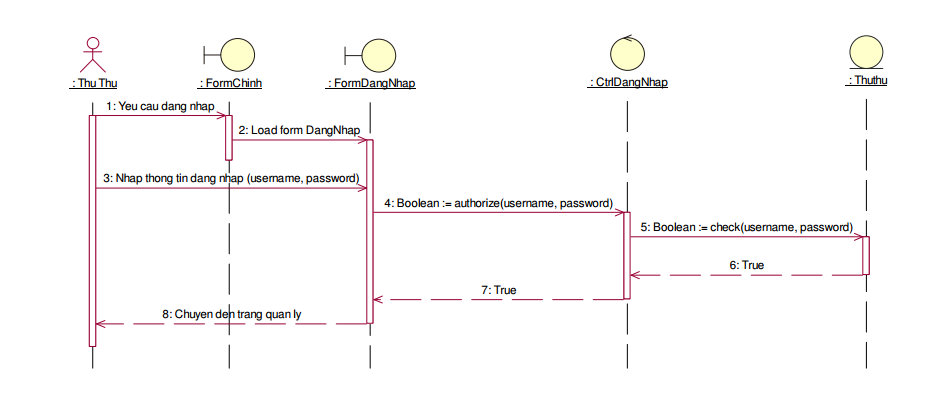 : Thu Thu
: FormChinh
: FormDangNhap
: CtrlDangNhap
: Thuthu
1: Yeu cau dang nhap
2: Load form DangNhap
3: Nhap thong tin dang nhap (username, password)
4: Boolean := authorize(username, password)
5: Boolean := check(username, password)
6: True
7: True
8: Chuyen den trang quan ly